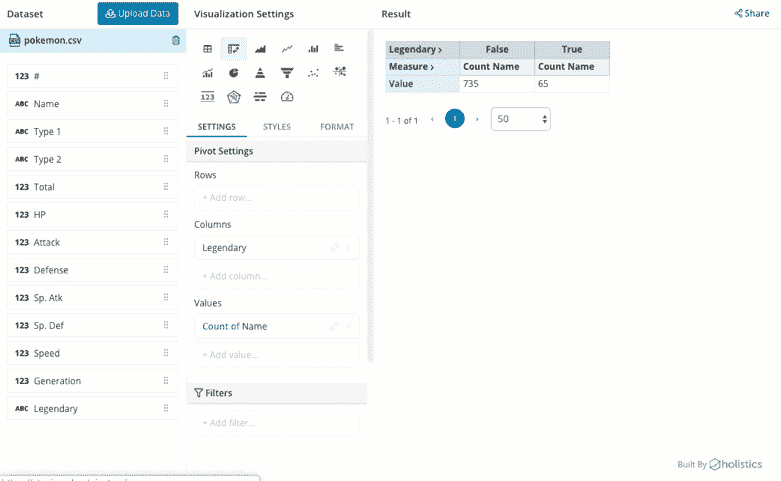 Dataset
Upload Data
CSV pokemon.csv
123 #
ABC Name
ABC Type 1
ABC Type 2
123 Total
123 HP
123 Attack
123 Defense
123 Sp. Atk
123 Sp. Def
123 Speed
123 Generation
ABC Legendary
Visualization Settings
123
SETTINGS STYLES FORMAT
Pivot Settings
Rows
+ Add row...
Columns
Legendary
+ Add column...
Values
Count of Name
+ Add value...
Filters
+ Add filter...
Result
Share
Legendary › False True
Measure › Count Name Count Name
Value 735 65
1 - 1 of 1 ‹ 1 › 50
Built By holistics